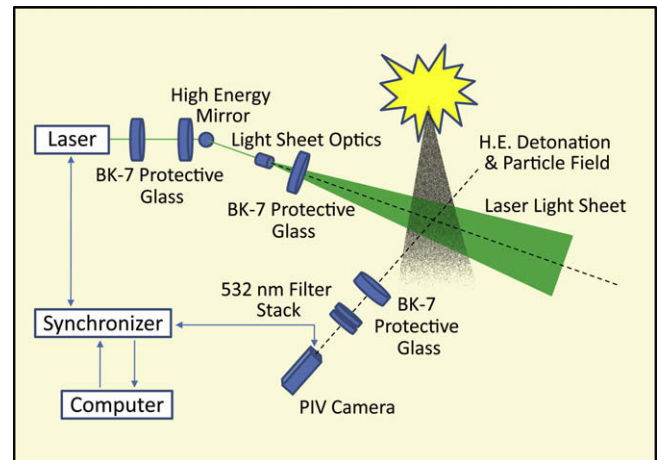 High Energy
Mirror
Laser
Light Sheet Optics
H.E. Detonation
& Particle Field
BK-7 Protective
Glass
BK-7 Protective
Glass
Laser Light Sheet
532 nm Filter
Stack
BK-7
Protective
Glass
Synchronizer
Computer
PIV Camera